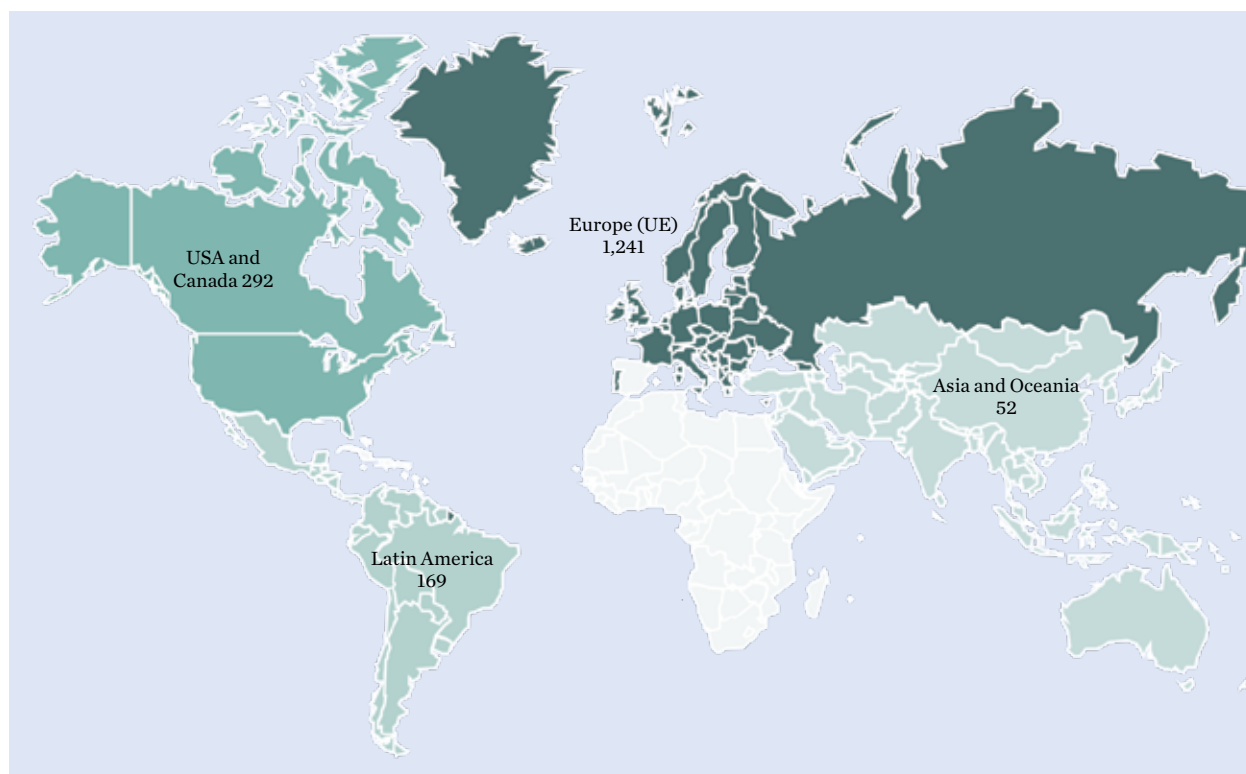 USA and
Canada 292
Europe (UE)
1,241
Asia and Oceania
52
Latin America
169